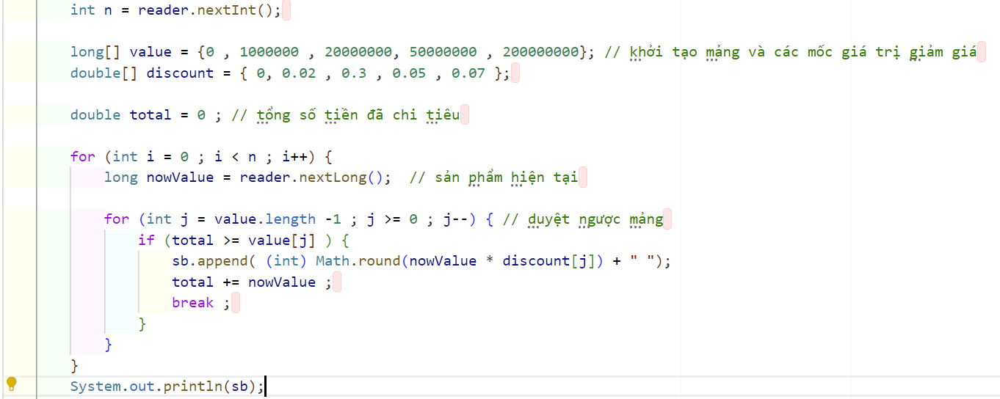 int n = reader.nextInt();
long[] value = {0 , 1000000 , 20000000, 50000000 , 200000000}; // khởi tạo mảng và các mốc giá trị giảm giá
double[] discount = { 0, 0.02 , 0.3 , 0.05 , 0.07 };
double total = 0 ; // tổng số tiền đã chi tiêu
for (int i = 0 ; i < n ; i++) {
long nowValue = reader.nextLong();  // sản phẩm hiện tại
for (int j = value.length -1 ; j >= 0 ; j--) { // duyệt ngược mảng
if (total >= value[j] ) {
sb.append( (int) Math.round(nowValue * discount[j]) + " ");
total += nowValue ;
break ;
}
}
}
System.out.println(sb);